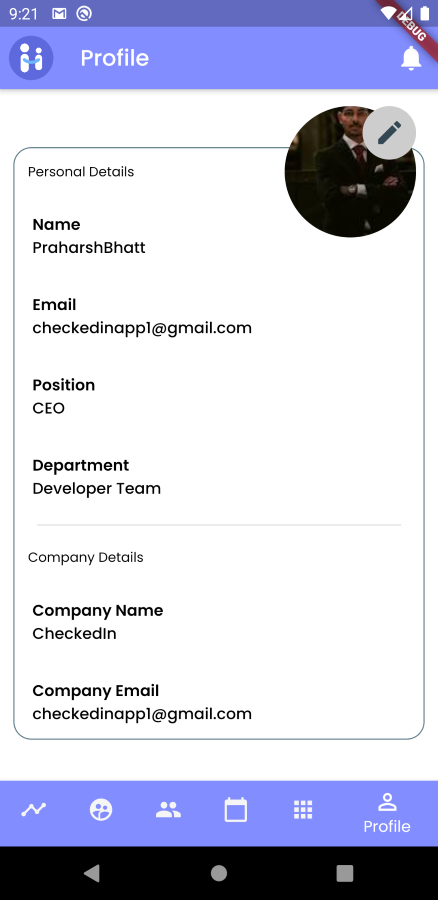 9:21
DEBUG
Profile
Personal Details
Name
PraharshBhatt
Email
checkedinapp1@gmail.com
Position
CEO
Department
Developer Team
Company Details
Company Name
CheckedIn
Company Email
checkedinapp1@gmail.com
Profile